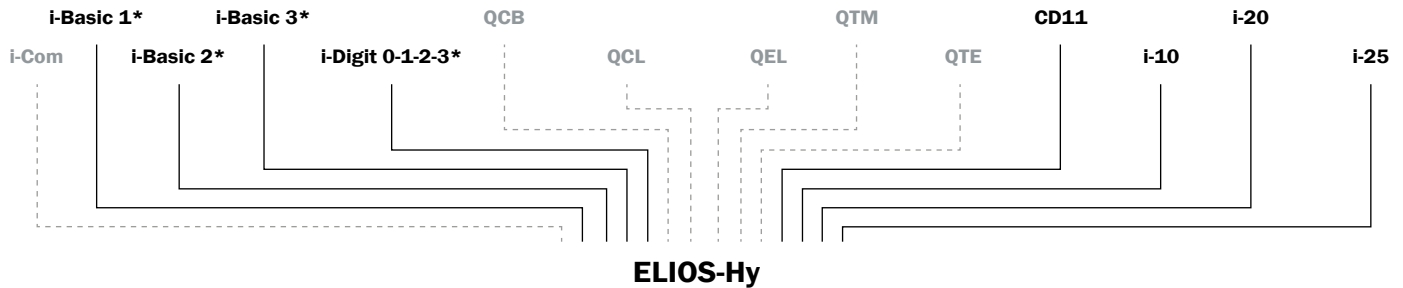 i-Basic 1* i-Basic 3* QCB QTM CD11 i-20
i-Com i-Basic 2* i-Digit 0-1-2-3* QCL QEL QTE i-10 i-25
ELIOS-Hy